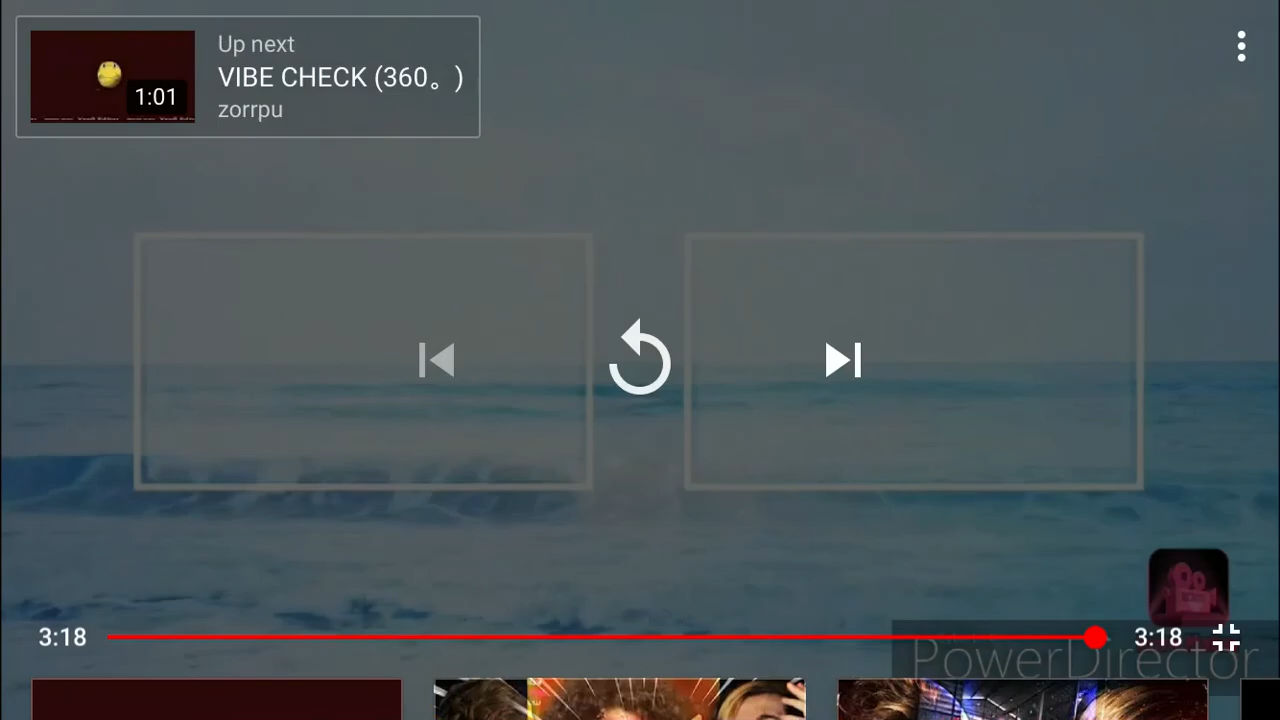 Up next
VIBE CHECK (360。)
zorrpu
1:01
3:18
3:18
PowerDirector